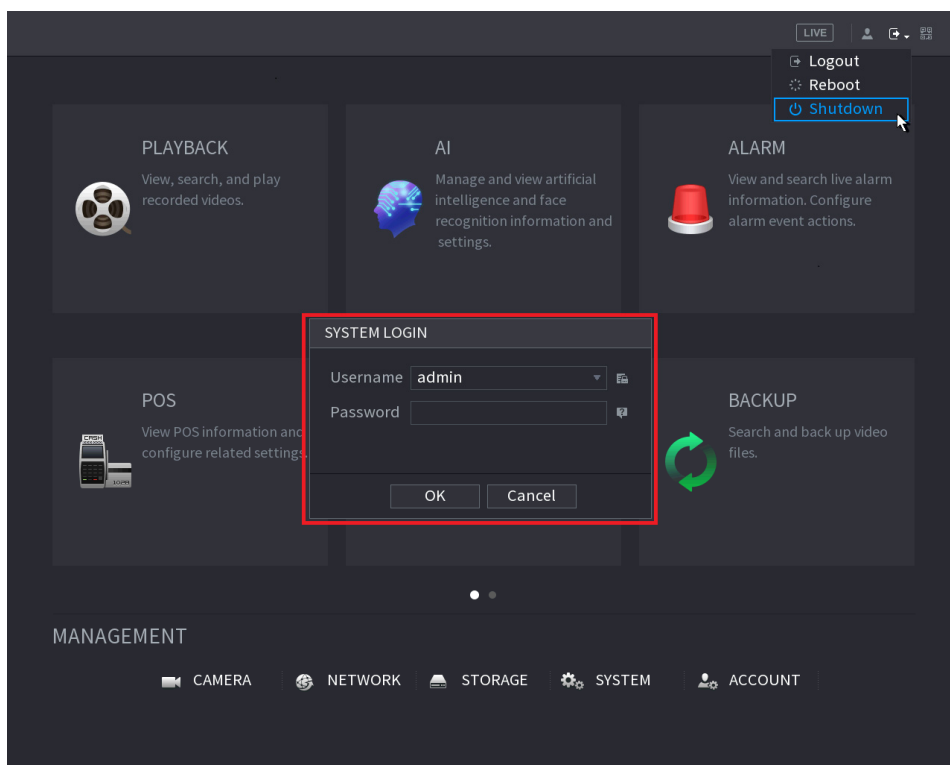 LIVE
Logout
Reboot
Shutdown
PLAYBACK
View, search, and play
recorded videos.
AI
Manage and view artificial
intelligence and face
recognition information and
settings.
ALARM
View and search live alarm
information. Configure
alarm event actions.
SYSTEM LOGIN
Username admin
Password
OK Cancel
POS
View POS information and
configure related settings.
CASH
BACKUP
Search and back up video
files.
MANAGEMENT
CAMERA NETWORK STORAGE SYSTEM ACCOUNT